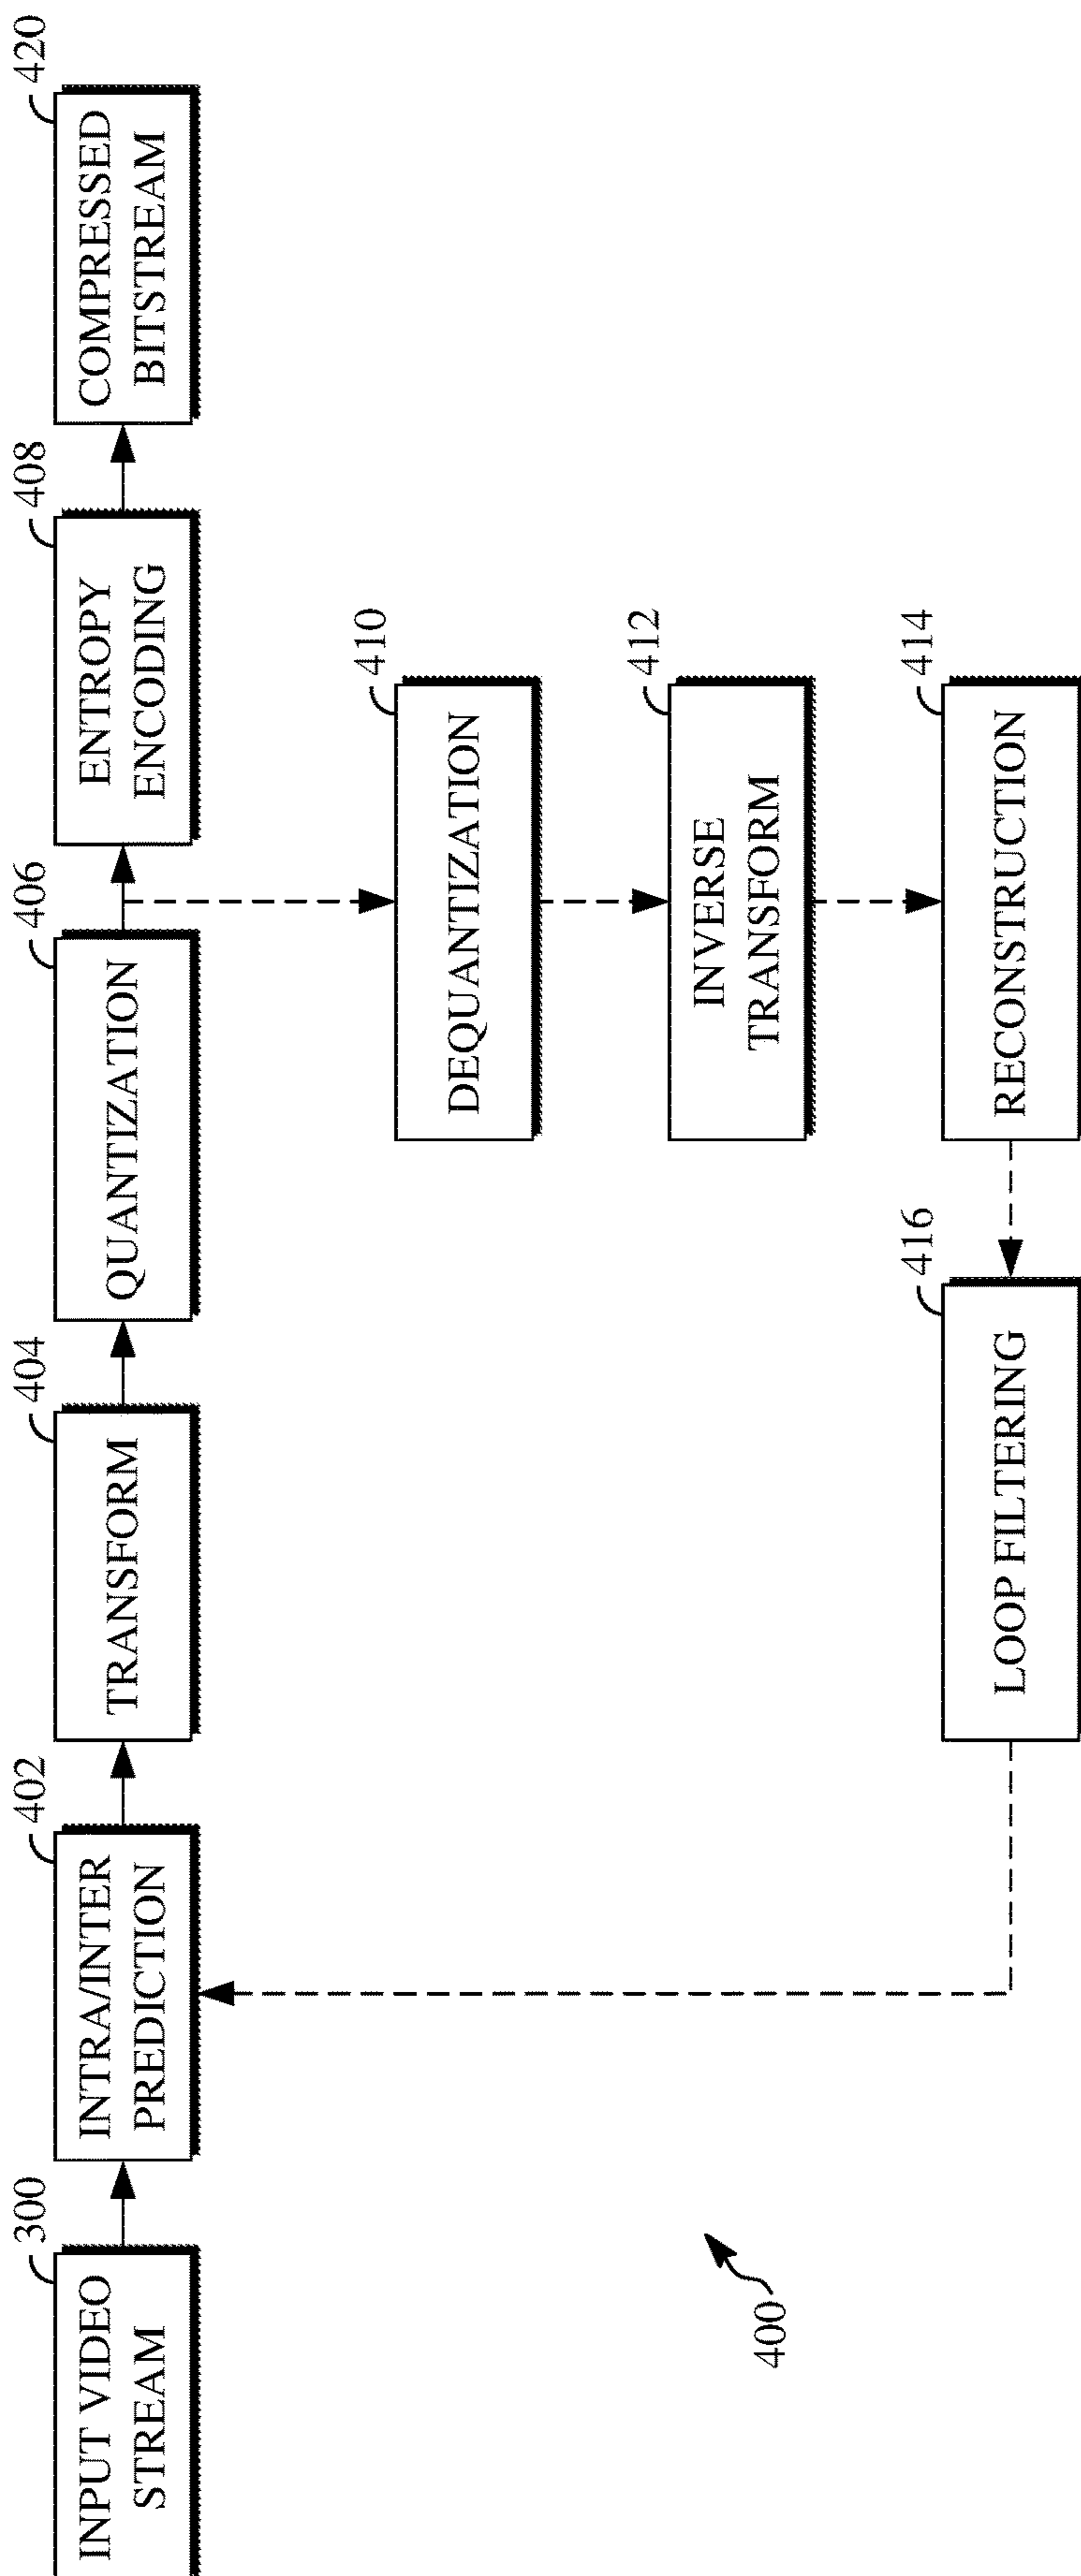 300
INPUT VIDEO
STREAM
402
INTRA/INTER
PREDICTION
404
TRANSFORM
406
QUANTIZATION
408
ENTROPY
ENCODING
420
COMPRESSED
BITSTREAM
410
DEQUANTIZATION
412
INVERSE
TRANSFORM
416
LOOP FILTERING
414
RECONSTRUCTION
400